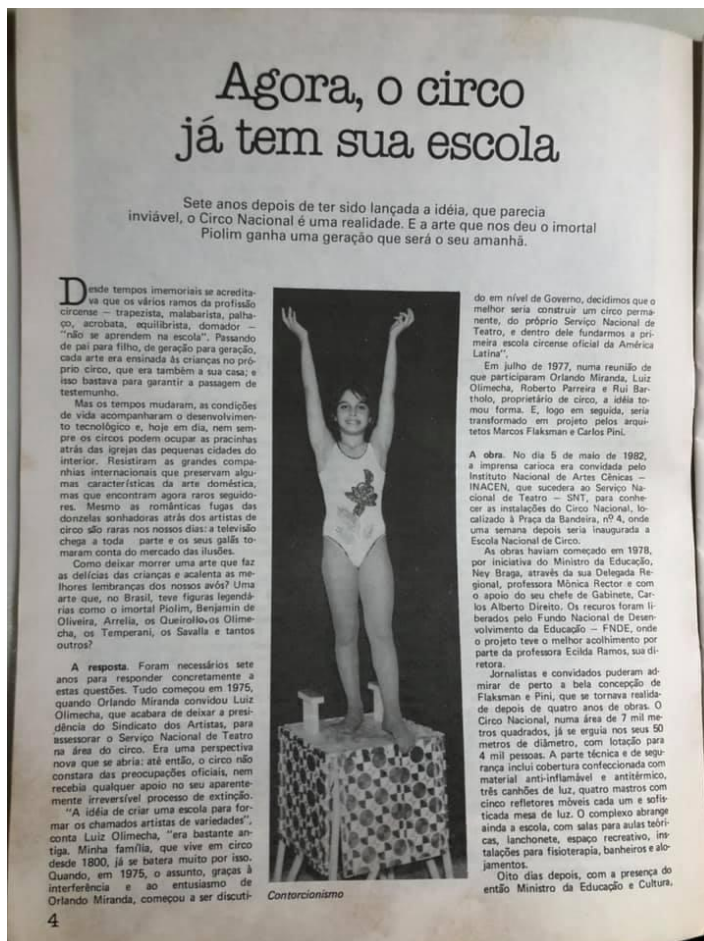 Agora, o circo
já tem sua escola
Sete anos depois de ter sido lançada a idéia, que parecia
inviável, o Circo Nacional é uma realidade. E a arte que nos deu o imortal
Piolim ganha uma geração que será o seu amanhã.
Desde tempos imemoriais se acredita-
va que os vários ramos da profissão
circense — trapezista, malabarista, palha-
ço, acrobata, equilibrista, domador —
"não se aprendem na escola". Passando
de pai para filho, de geração para geração,
cada arte era ensinada às crianças no pró-
prio circo, que era também a sua casa; e
isso bastava para garantir a passagem de
testemunho.
Mas os tempos mudaram, as condições
de vida acompanharam o desenvolvimen-
to tecnológico e, hoje em dia, nem sem-
pre os circos podem ocupar as pracinhas
atrás das igrejas das pequenas cidades do
interior. Resistiram as grandes compa-
nhias internacionais que preservam algu-
mas características da arte doméstica,
mas que encontram agora raros seguido-
res. Mesmo as românticas fugas das
donzelas sonhadoras atrás dos artistas de
circo são raras nos nossos dias: a televisão
chega a toda parte e os seus galãs to-
maram conta do mercado das ilusões.
Como deixar morrer uma arte que faz
as delícias das crianças e acalenta as me-
lhores lembranças dos nossos avôs? Uma
arte que, no Brasil, teve figuras legendá-
rias como o imortal Piolim, Benjamin de
Oliveira, Arrelia, os Queirollo, os Olime-
cha, os Temperani, os Savalla e tantos
outros?
A resposta. Foram necessários sete
anos para responder concretamente a
estas questões. Tudo começou em 1975,
quando Orlando Miranda convidou Luiz
Olimecha, que acabara de deixar a presi-
dência do Sindicato dos Artistas, para
assessorar o Serviço Nacional de Teatro
na área do circo. Era uma perspectiva
nova que se abria: até então, o circo não
constara das preocupações oficiais, nem
recebia qualquer apoio no seu aparente-
mente irreversível processo de extinção.
"A idéia de criar uma escola para for-
mar os chamados artistas de variedades",
conta Luiz Olimecha, "era bastante an-
tiga. Minha família, que vive em circo
desde 1800, já se batera muito por isso.
Quando, em 1975, o assunto, graças à
interferência e ao entusiasmo de
Orlando Miranda, começou a ser discuti-
4
Contorcionismo
do em nível de Governo, decidimos que o
melhor seria construir um circo perma-
nente, do próprio Serviço Nacional de
Teatro, e dentro dele fundarmos a pri-
meira escola circense oficial da América
Latina".
Em julho de 1977, numa reunião de
que participaram Orlando Miranda, Luiz
Olimecha, Roberto Parreira e Rui Bar-
tholo, proprietário de circo, a idéia to-
mou forma. E, logo em seguida, seria
transformado em projeto pelos arqui-
tetos Marcos Flaksman e Carlos Pini.
A obra. No dia 5 de maio de 1982,
a imprensa carioca era convidada pelo
Instituto Nacional de Artes Cênicas —
INACEN, que sucedera ao Serviço Na-
cional de Teatro — SNT, para conhe-
cer as instalações do Circo Nacional, lo-
calizado à Praça da Bandeira, nº 4, onde
uma semana depois seria inaugurada a
Escola Nacional de Circo.
As obras haviam começado em 1978,
por iniciativa do Ministro da Educação,
Ney Braga, através da sua Delegada Re-
gional, professora Mônica Rector e com
o apoio do seu chefe de Gabinete, Car-
los Alberto Direito. Os recuros foram li-
berados pelo Fundo Nacional de Desen-
volvimento da Educação — FNDE, onde
o projeto teve o melhor acolhimento por
parte da professora Ecilda Ramos, sua di-
retora.
Jornalistas e convidados puderam ad-
mirar de perto a bela concepção de
Flaksman e Pini, que se tornava realida-
de depois de quatro anos de obras. O
Circo Nacional, numa área de 7 mil me-
tros quadrados, já se erguia nos seus 50
metros de diâmetro, com lotação para
4 mil pessoas. A parte técnica e de segu-
rança inclui cobertura confeccionada com
material anti-inflamável e antitérmico,
três canhões de luz, quatro mastros com
cinco refletores móveis cada um e sofis-
ticada mesa de luz. O complexo abrange
ainda a escola, com salas para aulas teóri-
cas, lanchonete, espaço recreativo, ins-
talações para fisioterapia, banheiros e alo-
jamentos.
Oito dias depois, com a presença do
então Ministro da Educação e Cultura,